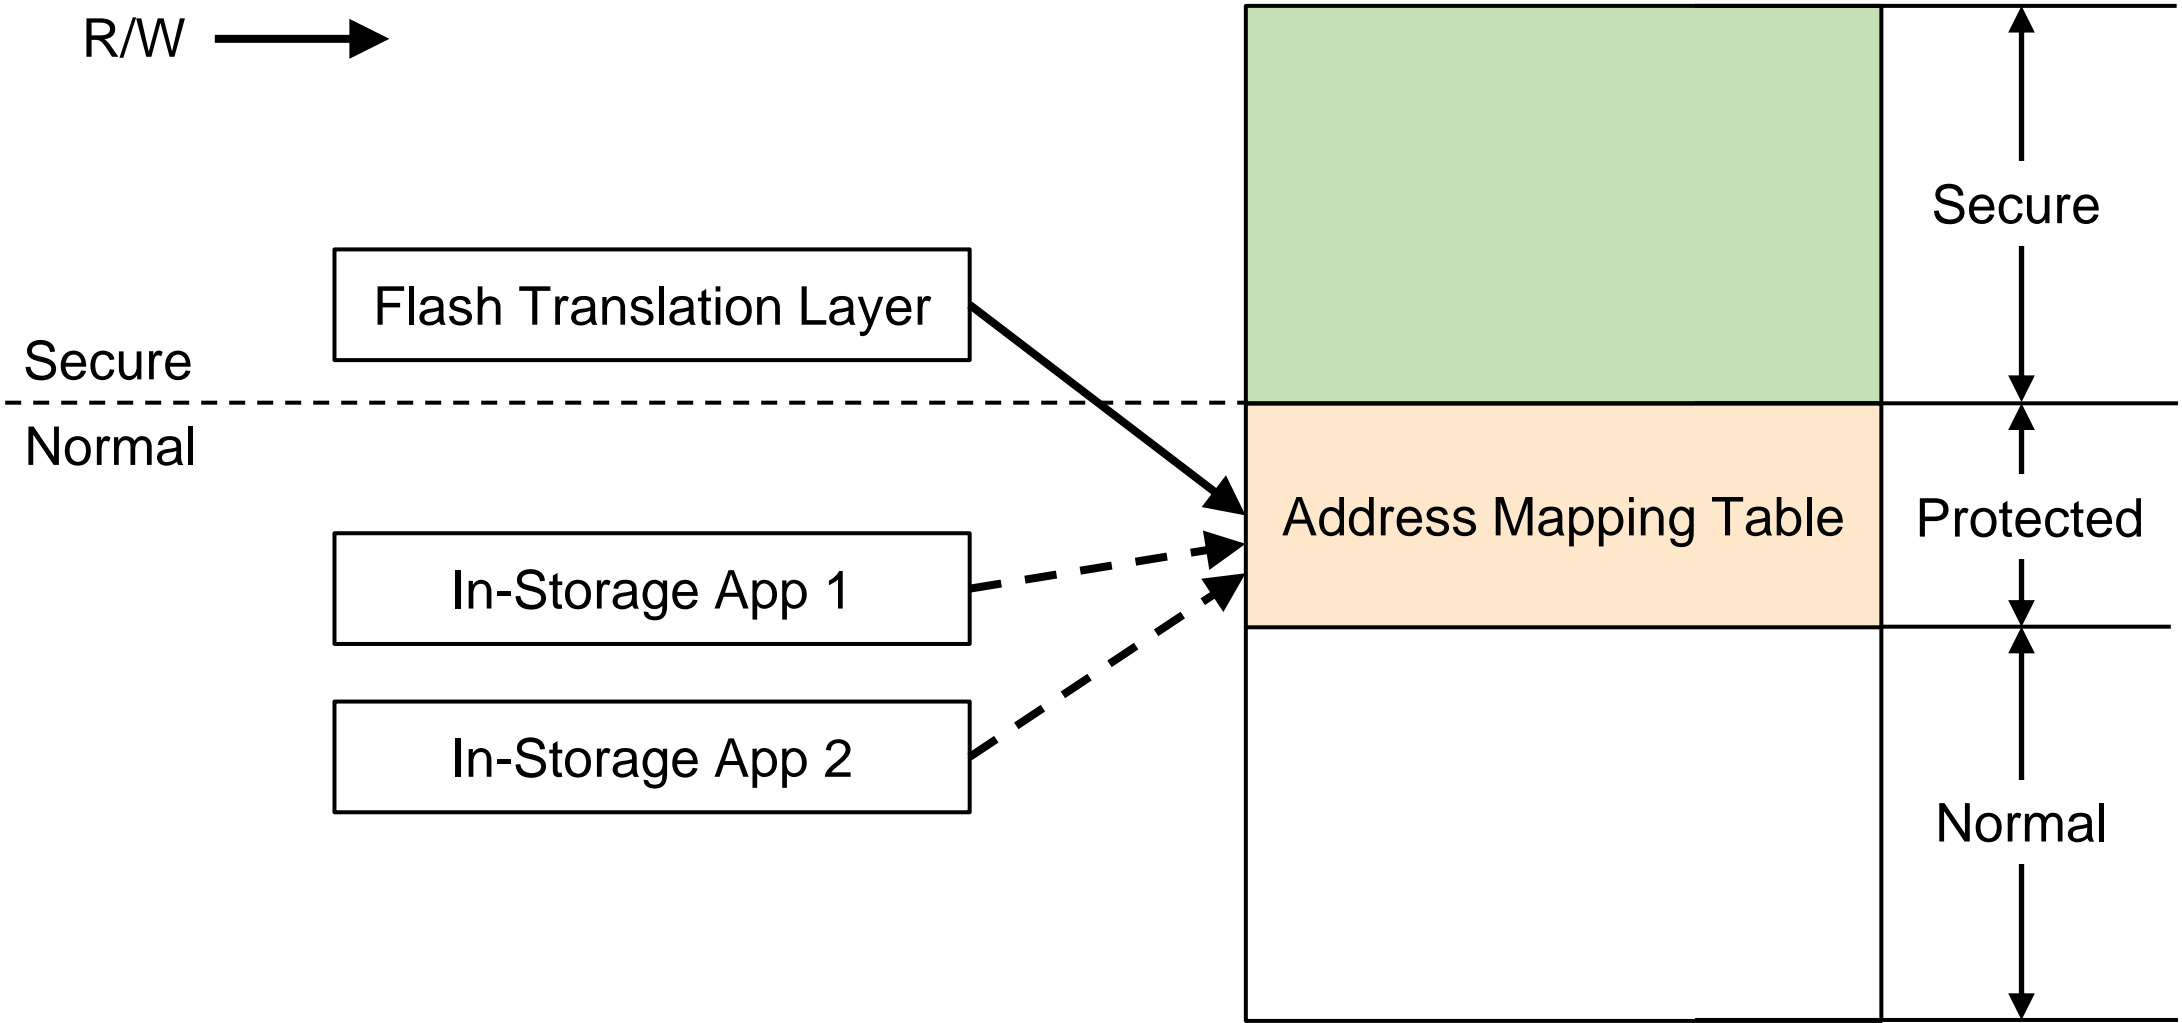 R/W
Secure
Flash Translation Layer
Secure
Normal
Address Mapping Table
Protected
In-Storage App 1
In-Storage App 2
Normal